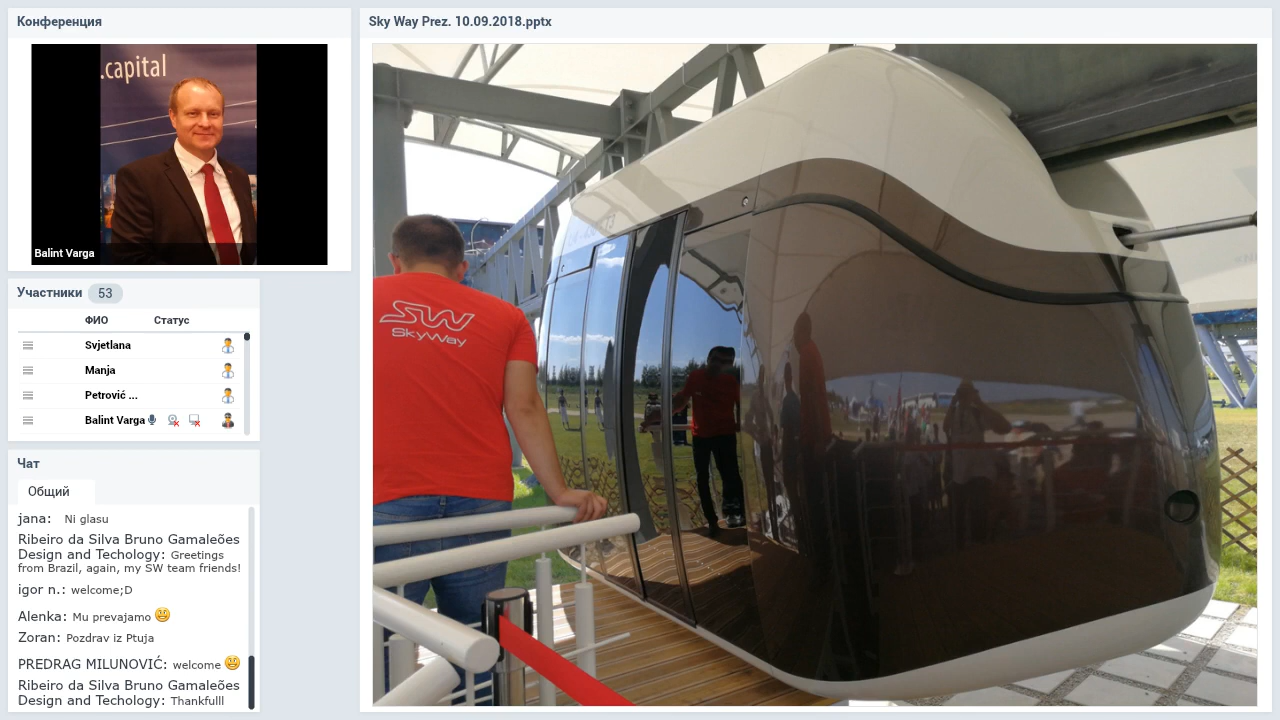 Конференция
.capital
Balint Varga
Участники 53
ФИО Статус
Svjetlana
Manja
Petrović ...
Balint Varga
Чат
Общий
jana: Ni glasu
Ribeiro da Silva Bruno Gamaleões
Design and Techology: Greetings
from Brazil, again, my SW team friends!
igor n.: welcome;D
Alenka: Mu prevajamo
Zoran: Pozdrav iz Ptuja
PREDRAG MILUNOVIĆ: welcome
Ribeiro da Silva Bruno Gamaleões
Design and Techology: Thankfulll
Sky Way Prez. 10.09.2018.pptx
SW
SkyWay